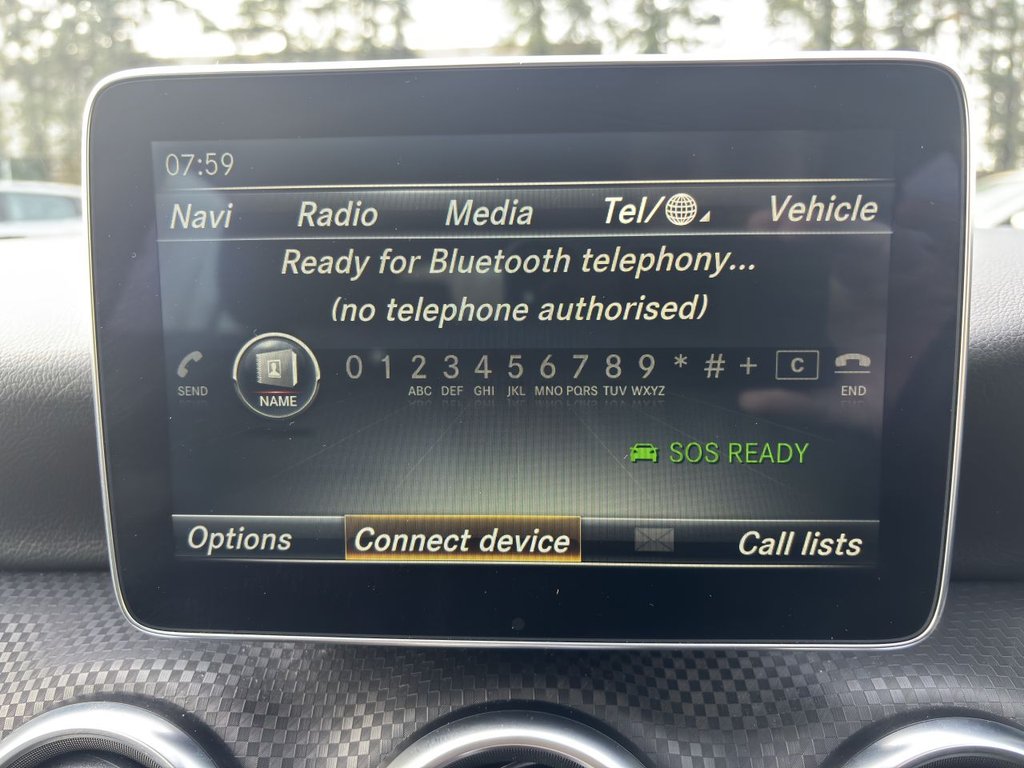 07:59
Navi Radio Media Tel/ Vehicle
Ready for Bluetooth telephony...
(no telephone authorised)
SEND NAME 0 1 2 3 4 5 6 7 8 9 * # + C END
ABC DEF GHI JKL MNO PQRS TUV WXYZ
SOS READY
Options Connect device Call lists